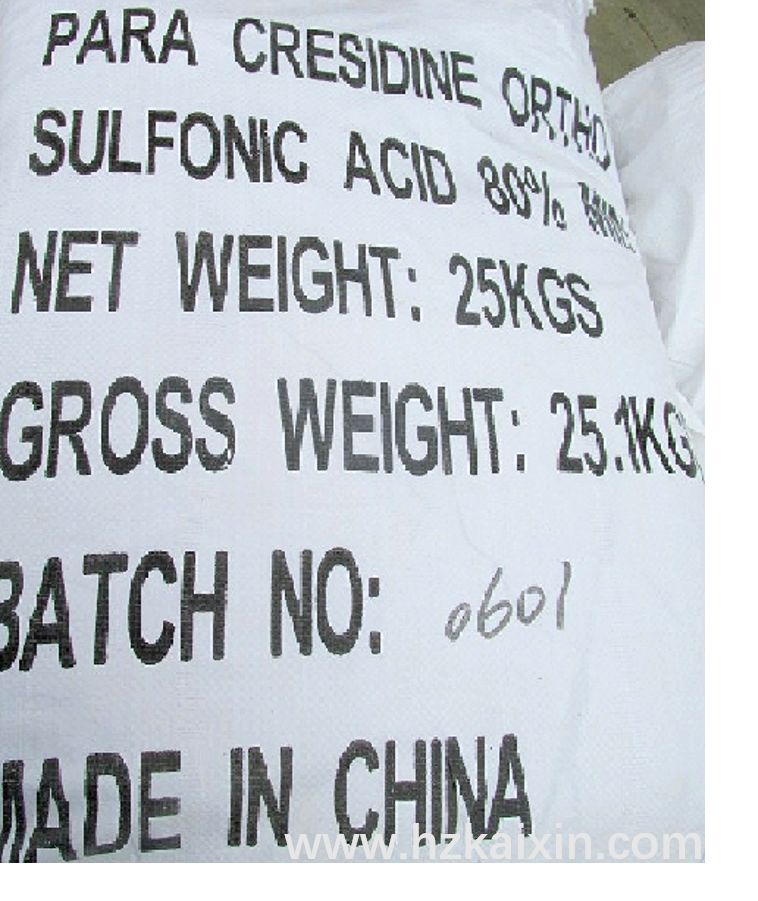 PARA CRESIDINE ORTHO
SULFONIC ACID 80%
NET WEIGHT: 25KGS
GROSS WEIGHT: 25.1KG
BATCH NO: 0601
MADE IN CHINA
www.hzkaixin.com